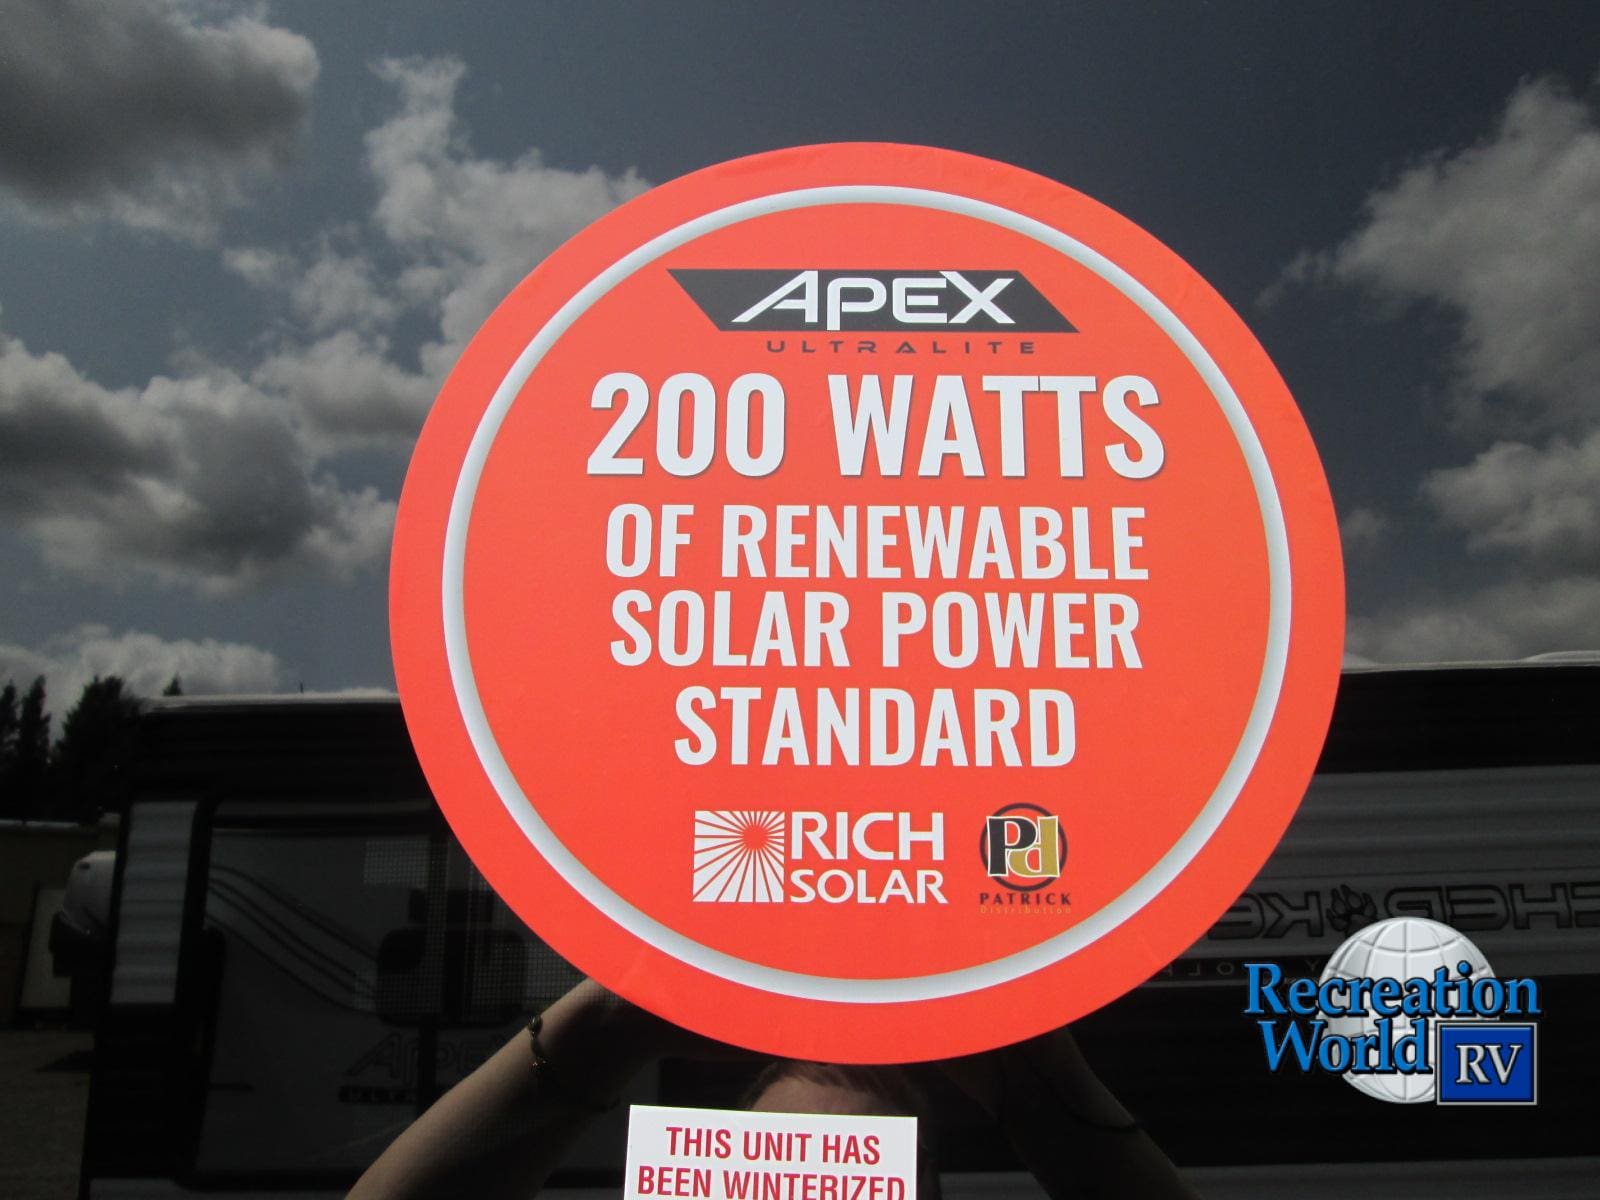 APEX
ULTRALITE
200 WATTS
OF RENEWABLE
SOLAR POWER
STANDARD
RICH
SOLAR
Pd
PATRICK
Distribution
Recreation
World
RV
THIS UNIT HAS
BEEN WINTERIZED